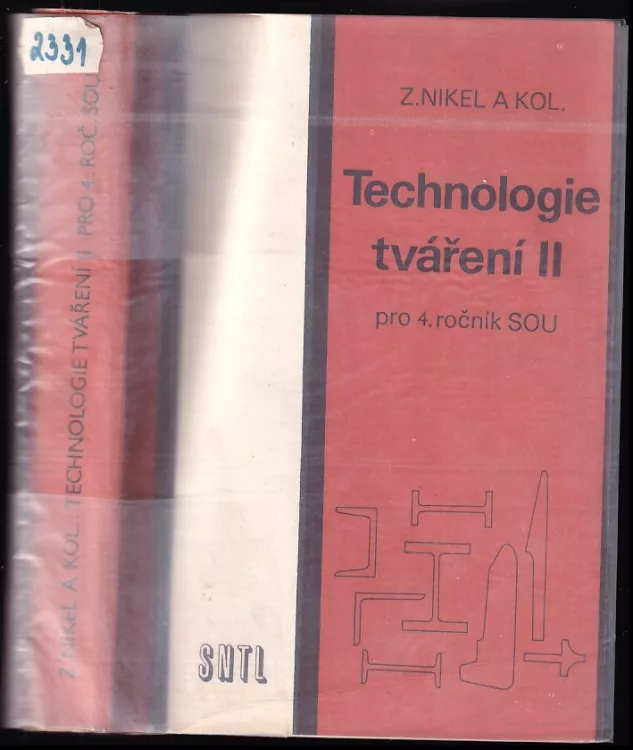 2331
Z. NIKEL A KOL.: TECHNOLOGIE TVÁŘENÍ II PRO 4. ROČ. SOU
SNTL
Z. NIKEL A KOL.
Technologie
tváření II
pro 4. ročník SOU